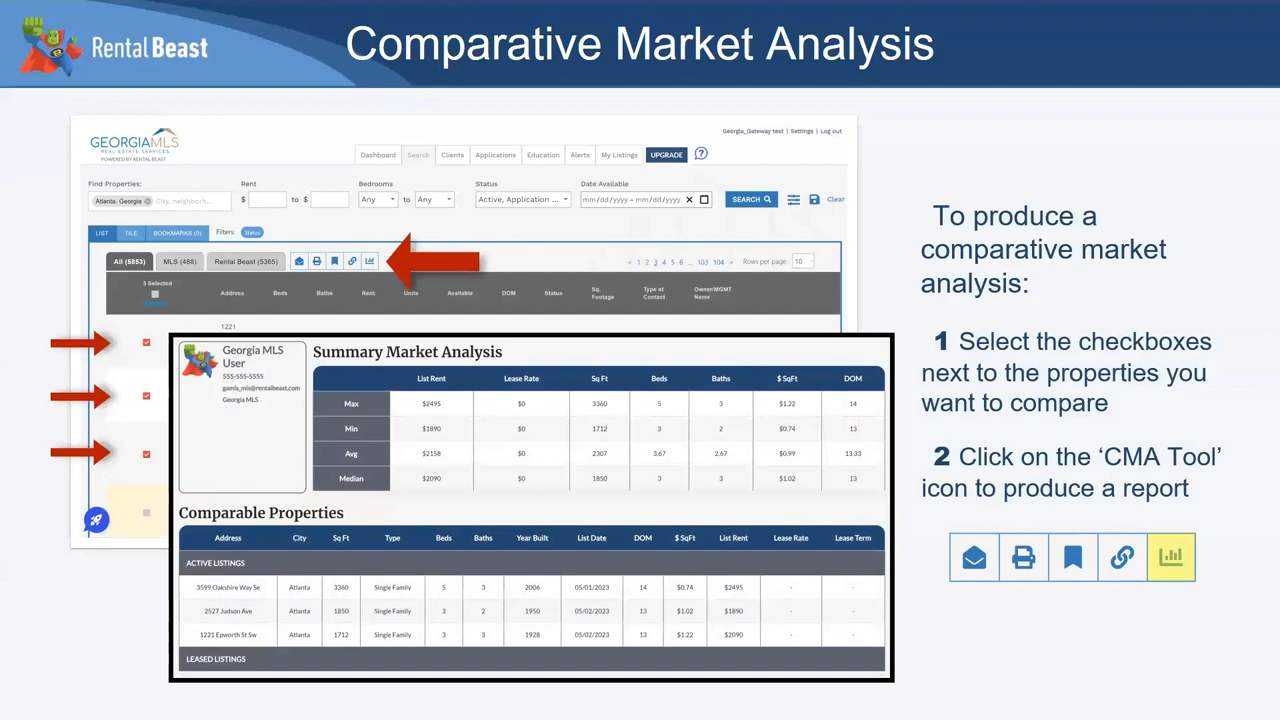 Rental Beast
Comparative Market Analysis
GEORGIAMLS
REAL ESTATE SERVICES
POWERED BY RENTAL BEAST
Georgia_Gateway test | Settings | Log out
Dashboard Search Clients Applications Education Alerts My Listings UPGRADE ?
Find Properties: Rent Bedrooms Status Date Available
Atlanta, Georgia City, neighborh... $ to $ Any to Any Active, Application ... mm/dd/yyyy – mm/dd/yyyy SEARCH Clear
LIST TILE BOOKMARKS (0) Filters: Status
All (5853) MLS (488) Rental Beast (5365) « 1 2 3 4 5 6 ... 103 104 » Rows per page: 10
3 Selected
Address Beds Baths Rent Units Available DOM Status Sq. Footage Type of Contact Owner/MGMT Name
1221
Georgia MLS
User
555-555-5555
gamls_mls@rentalbeast.com
Georgia MLS
Summary Market Analysis
List Rent Lease Rate Sq Ft Beds Baths $ SqFt DOM
Max $2495 $0 3360 5 3 $1.22 14
Min $1890 $0 1712 3 2 $0.74 13
Avg $2158 $0 2307 3.67 2.67 $0.99 13.33
Median $2090 $0 1850 3 3 $1.02 13
Comparable Properties
Address City Sq Ft Type Beds Baths Year Built List Date DOM $ SqFt List Rent Lease Rate Lease Term
ACTIVE LISTINGS
3599 Oakshire Way Se Atlanta 3360 Single Family 5 3 2006 05/01/2023 14 $0.74 $2495 - -
2527 Judson Ave Atlanta 1850 Single Family 3 2 1950 05/02/2023 13 $1.02 $1890 - -
1221 Epworth St Sw Atlanta 1712 Single Family 3 3 1928 05/02/2023 13 $1.22 $2090 - -
LEASED LISTINGS
To produce a
comparative market
analysis:
1 Select the checkboxes
next to the properties you
want to compare
2 Click on the ‘CMA Tool’
icon to produce a report